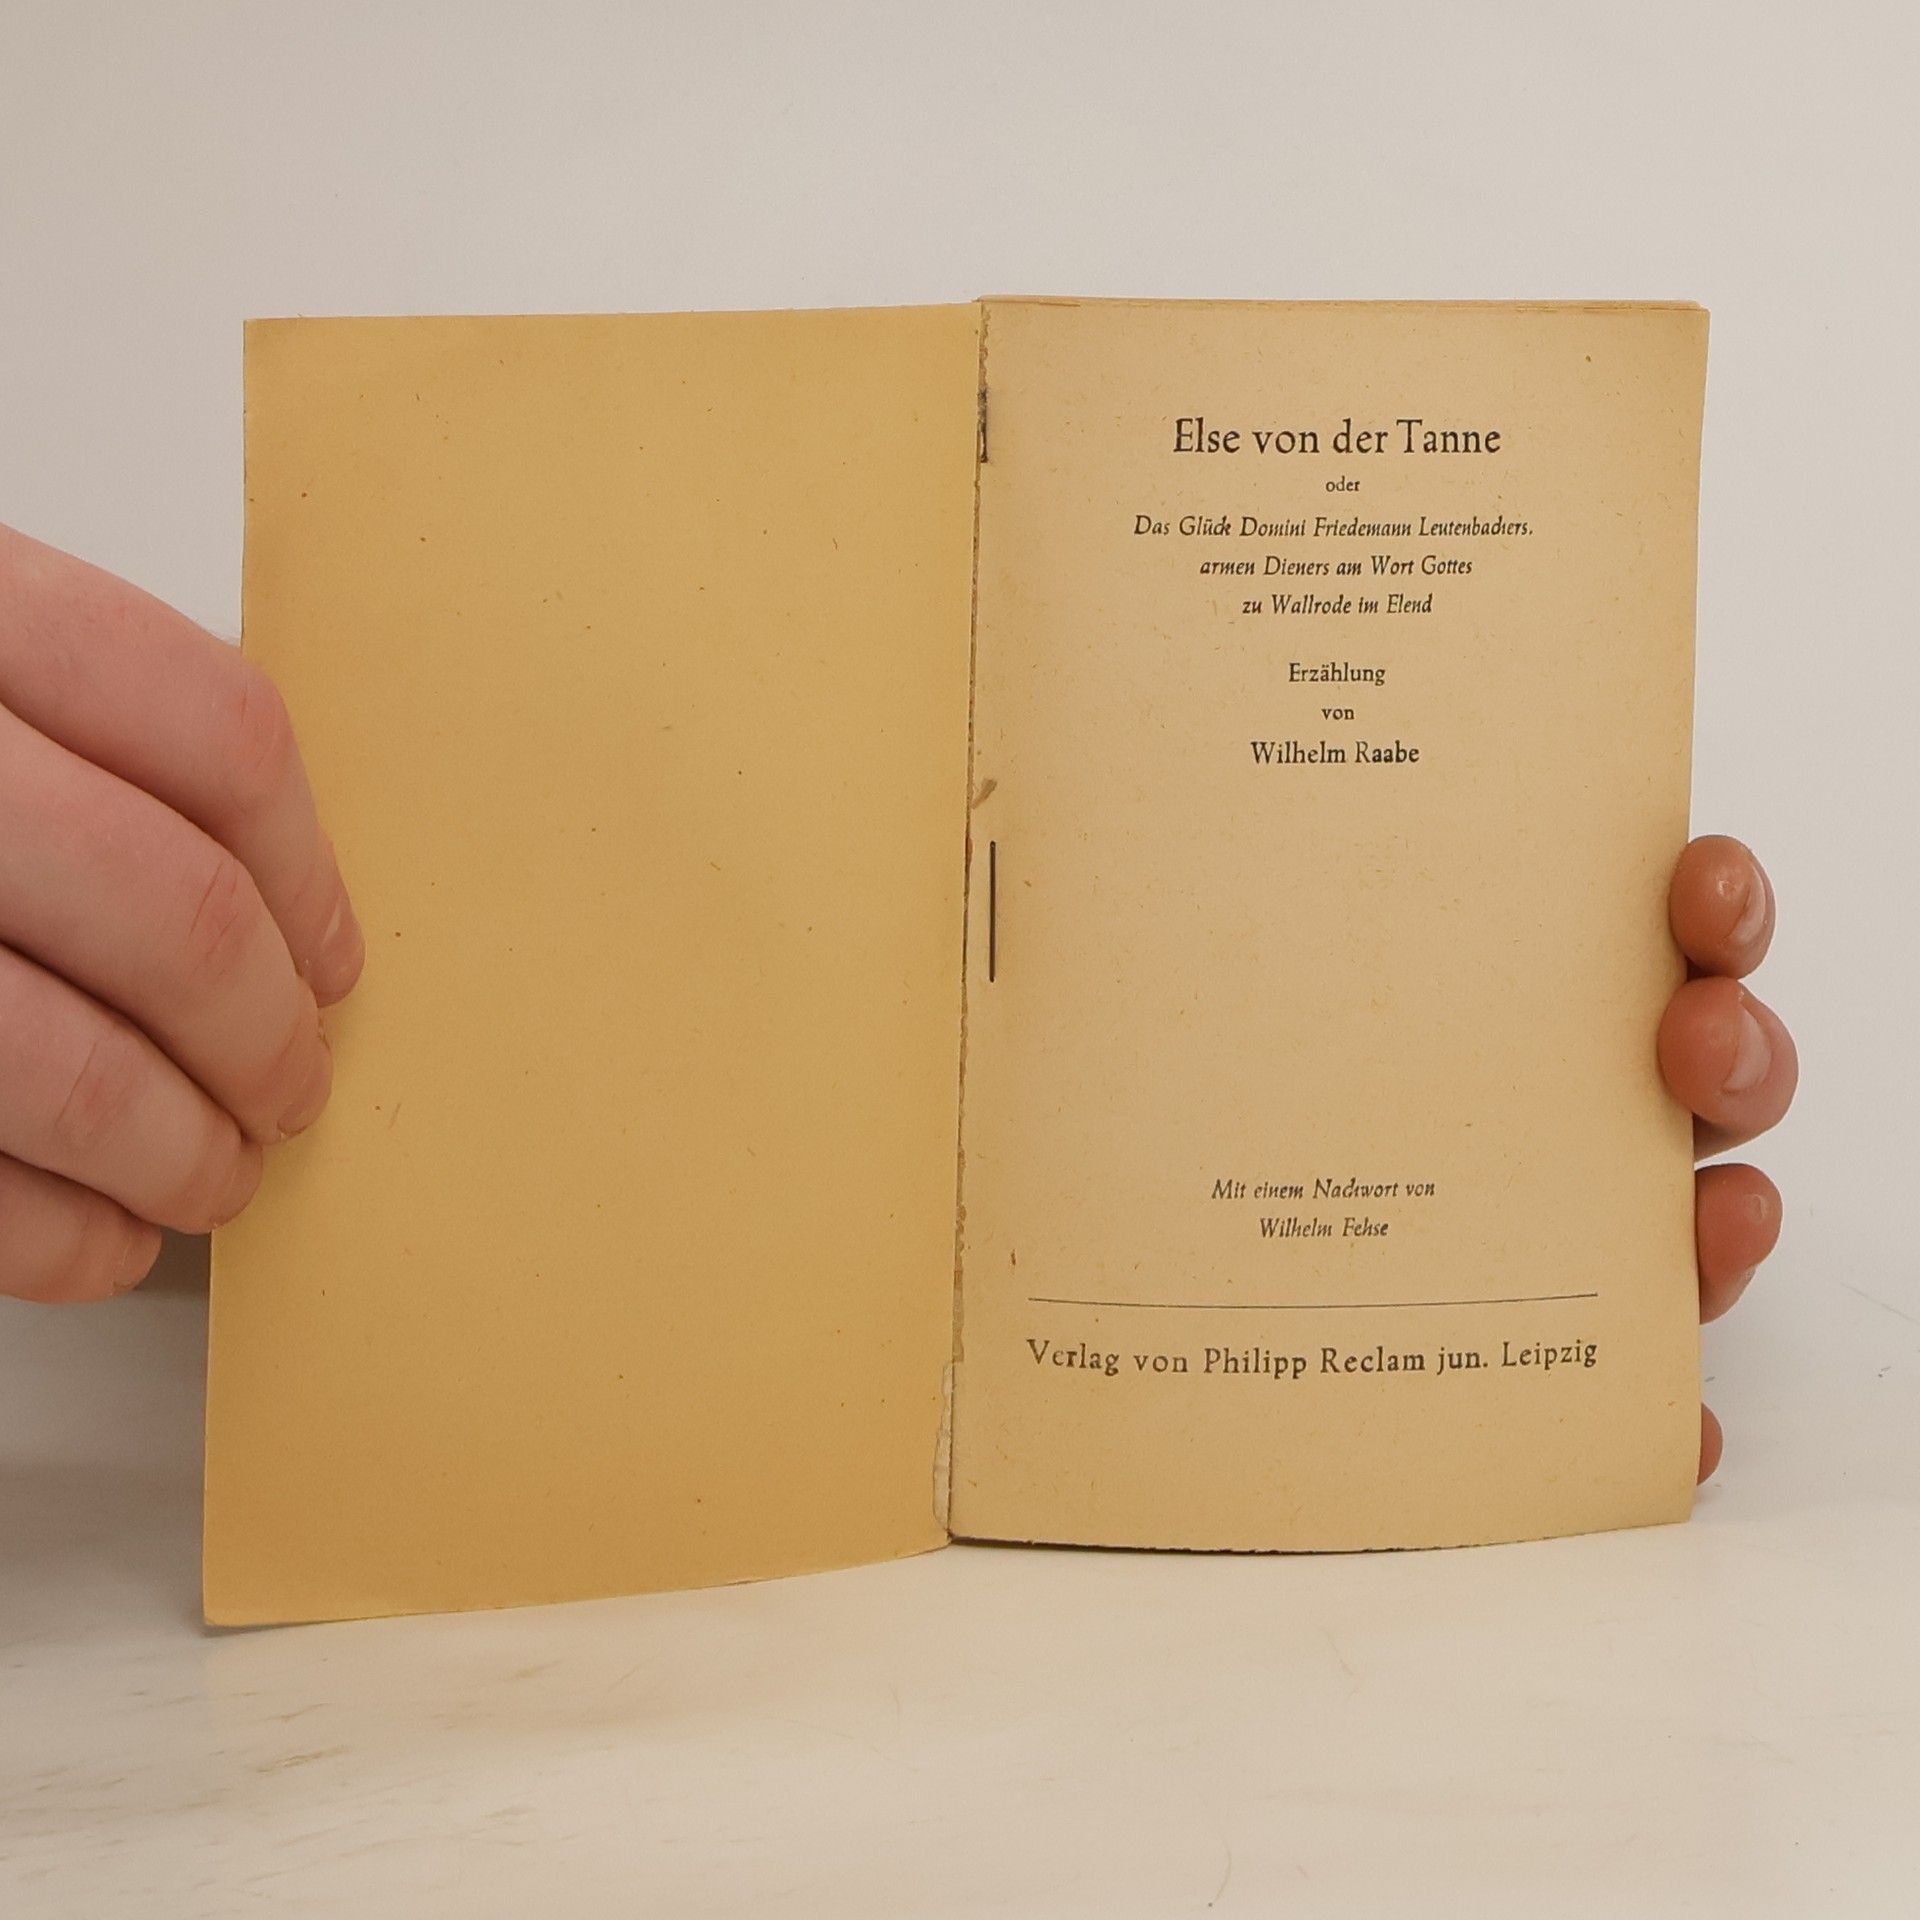 Else von der Tanne
oder
Das Glück Domini Friedemann Leutenbachers,
armen Dieners am Wort Gottes
zu Wallrode im Elend
Erzählung
von
Wilhelm Raabe
Mit einem Nachwort von
Wilhelm Fehse
Verlag von Philipp Reclam jun. Leipzig